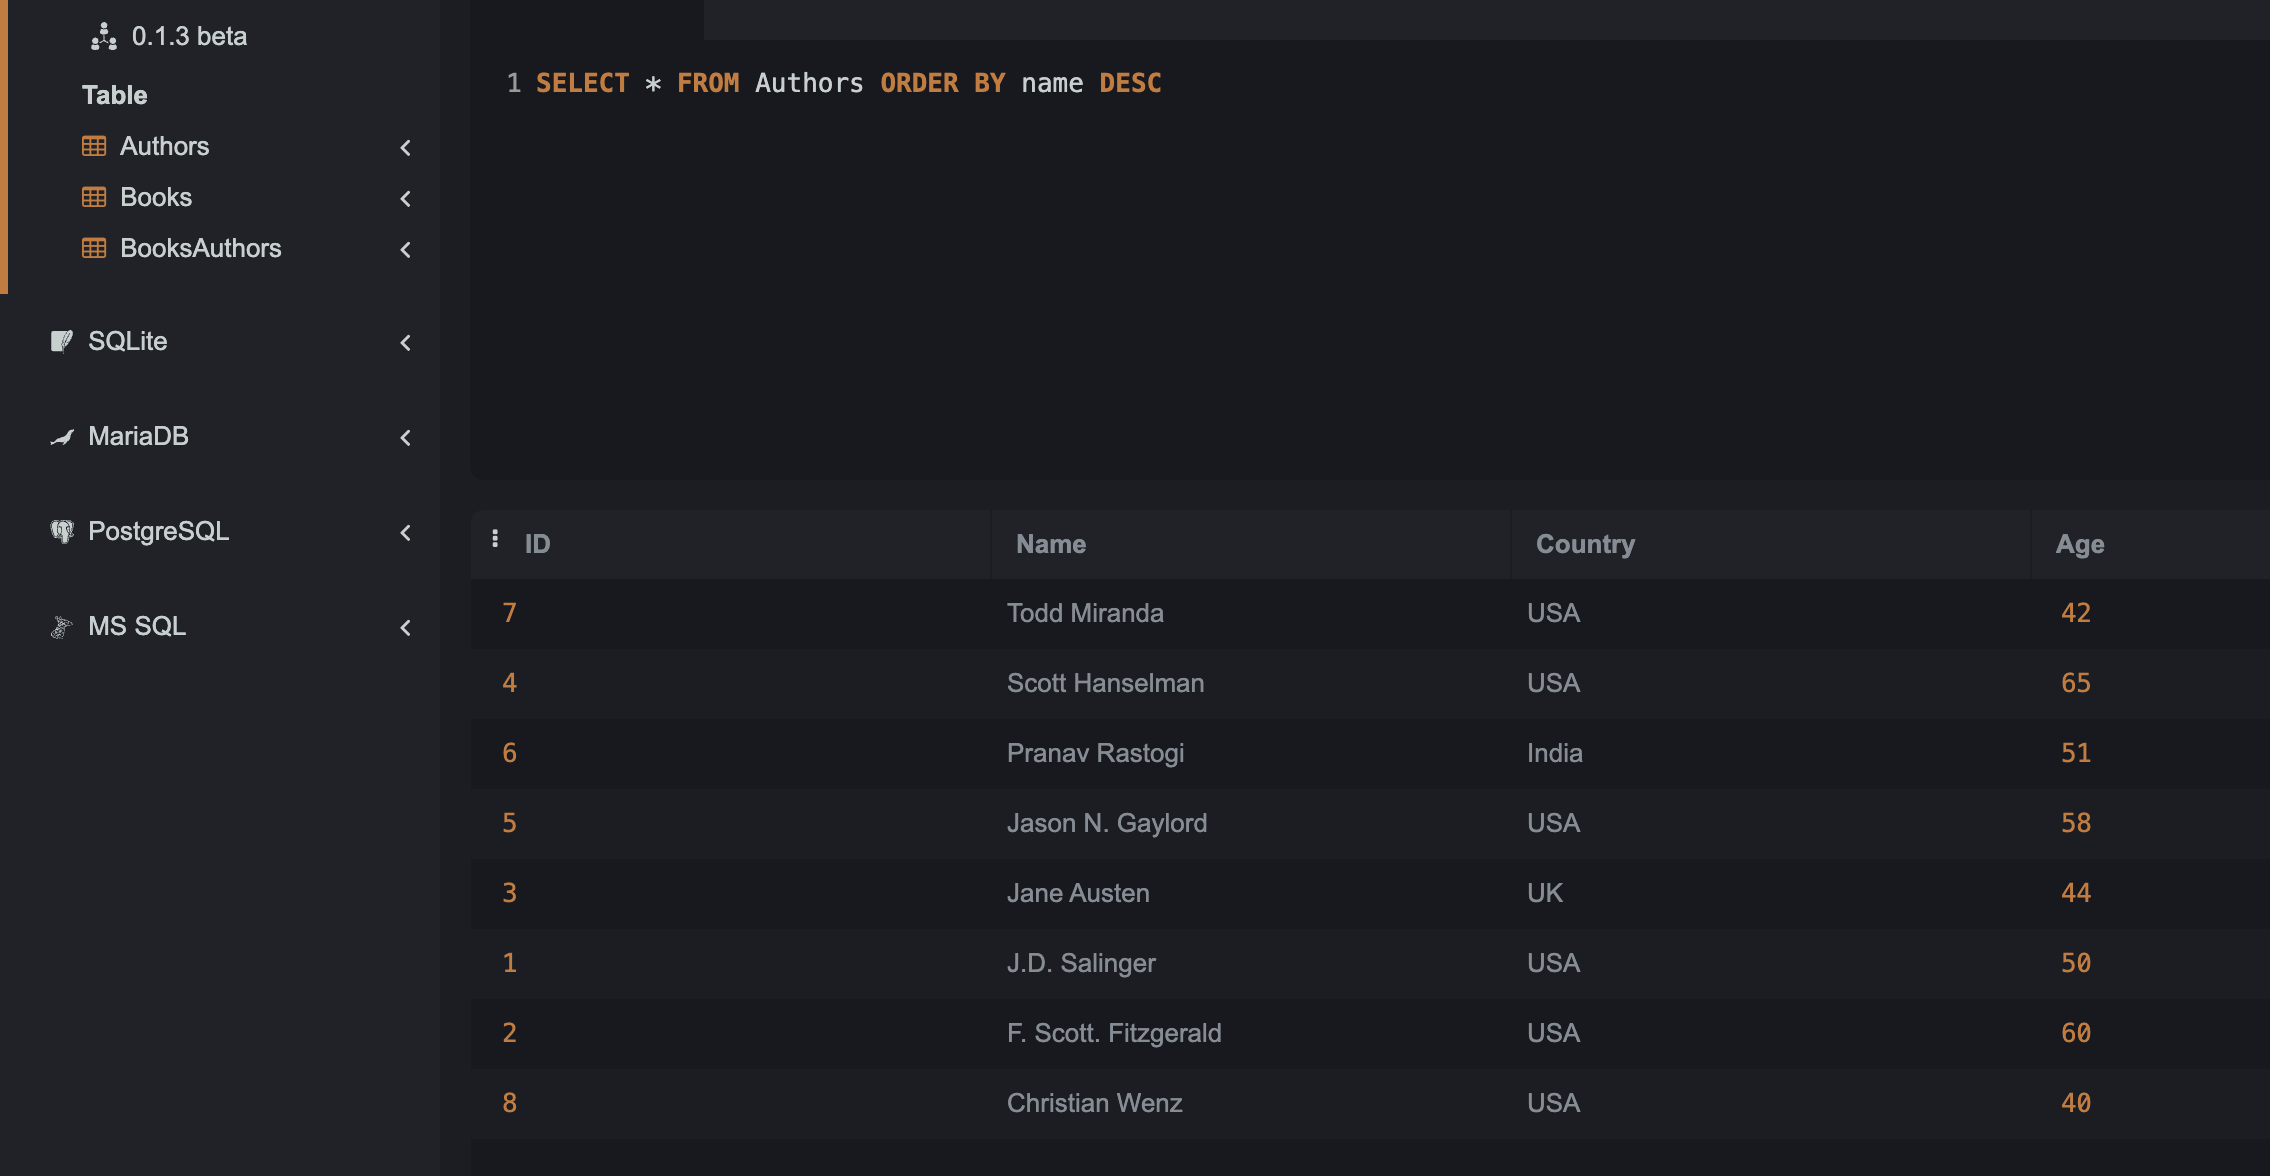 0.1.3 beta
Table
Authors
Books
BooksAuthors
SQLite
MariaDB
PostgreSQL
MS SQL
1 SELECT * FROM Authors ORDER BY name DESC
ID Name Country Age
7 Todd Miranda USA 42
4 Scott Hanselman USA 65
6 Pranav Rastogi India 51
5 Jason N. Gaylord USA 58
3 Jane Austen UK 44
1 J.D. Salinger USA 50
2 F. Scott. Fitzgerald USA 60
8 Christian Wenz USA 40